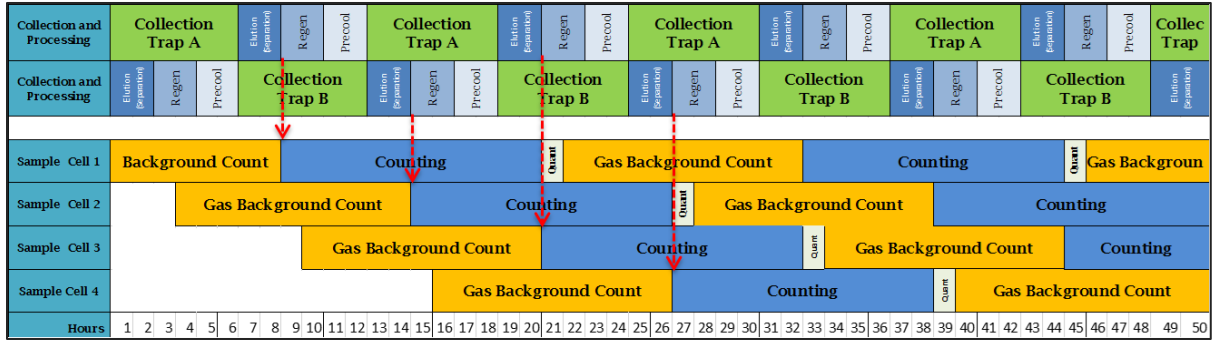 Collection and Processing
Collection Trap A
Elution (Separation)
Regen
Precool
Collection Trap A
Elution (Separation)
Regen
Precool
Collection Trap A
Elution (Separation)
Regen
Precool
Collection Trap A
Elution (Separation)
Regen
Precool
Collec Trap
Collection and Processing
Elution (Separation)
Regen
Precool
Collection Trap B
Elution (Separation)
Regen
Precool
Collection Trap B
Elution (Separation)
Regen
Precool
Collection Trap B
Elution (Separation)
Regen
Precool
Collection Trap B
Elution (Separation)
Sample Cell 1
Background Count
Counting
Quant
Gas Background Count
Counting
Quant
Gas Backgroun
Sample Cell 2
Gas Background Count
Counting
Quant
Gas Background Count
Counting
Sample Cell 3
Gas Background Count
Counting
Quant
Gas Background Count
Counting
Sample Cell 4
Gas Background Count
Counting
Quant
Gas Background Count
Hours 1 2 3 4 5 6 7 8 9 10 11 12 13 14 15 16 17 18 19 20 21 22 23 24 25 26 27 28 29 30 31 32 33 34 35 36 37 38 39 40 41 42 43 44 45 46 47 48 49 50